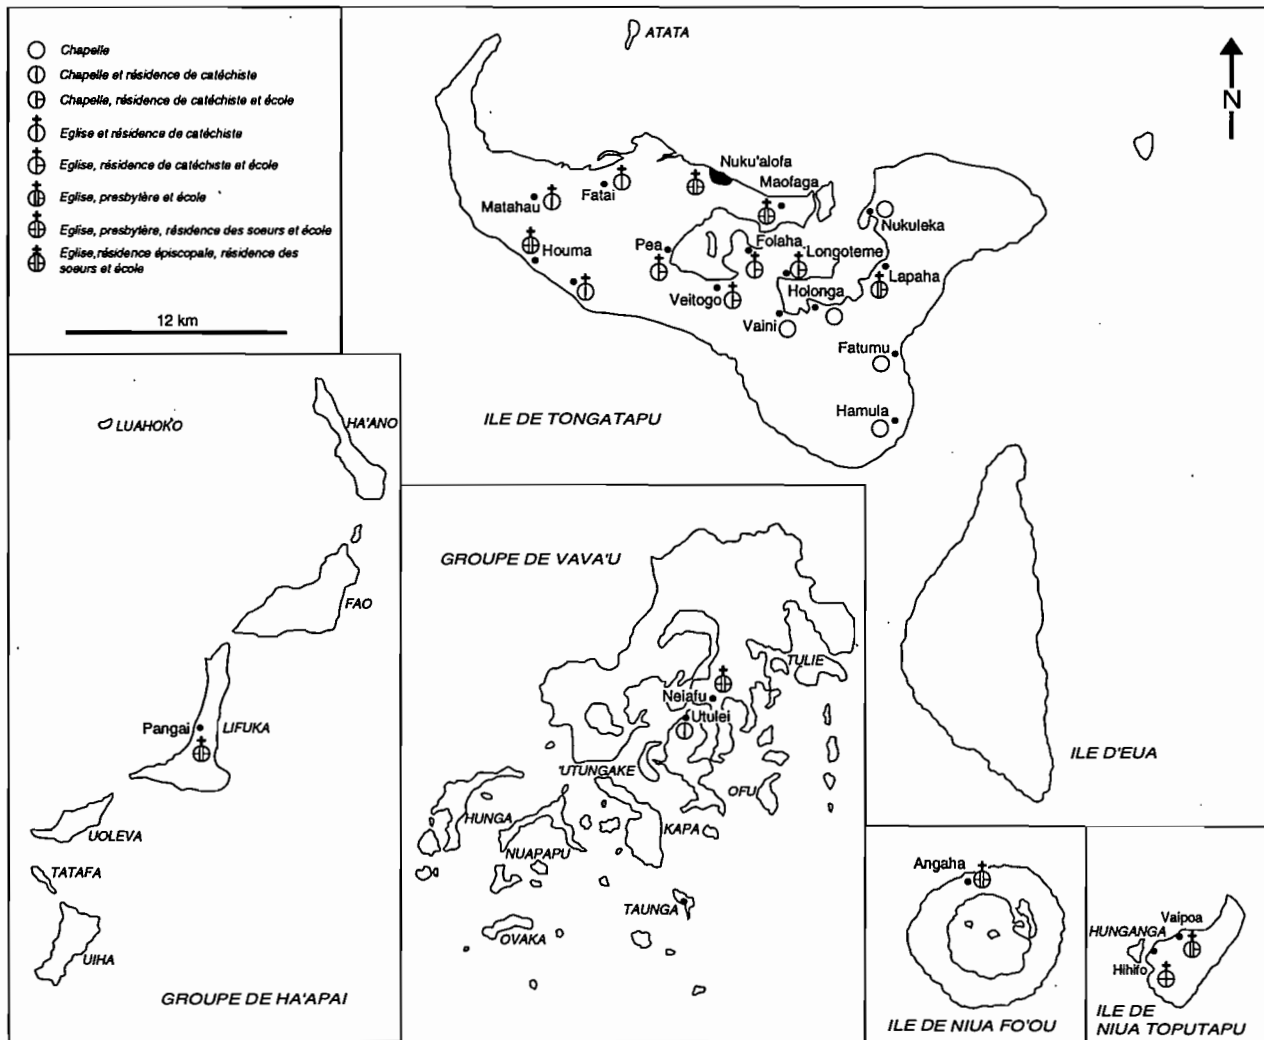 Chapelle
Chapelle et résidence de catéchiste
Chapelle, résidence de catéchiste et école
Eglise et résidence de catéchiste
Eglise, résidence de catéchiste et école
Eglise, presbytère et école
Eglise, presbytère, résidence des soeurs et école
Eglise, résidence épiscopale, résidence des
soeurs et école
12 km
ATATA
N
Nuku'alofa
Maofaga
Fatai
Matahau
Nukuleka
Houma
Pea
Folaha
Longoteme
Lapaha
Veitogo
Holonga
Vaini
Fatumu
Hamula
ILE DE TONGATAPU
LUAHOKO
HA'ANO
FAO
Pangai
LIFUKA
UOLEVA
TATAFA
UIHA
GROUPE DE HA'APAI
GROUPE DE VAVA'U
TULIE
Neiafu
Utulei
'UTUNGAKE
OFU
HUNGA
KAPA
NUAPAPU
TAUNGA
OVAKA
ILE D'EUA
Angaha
ILE DE NIUA FO'OU
Vaipoa
HUNGANGA
Hihifo
ILE DE
NIUA TOPUTAPU